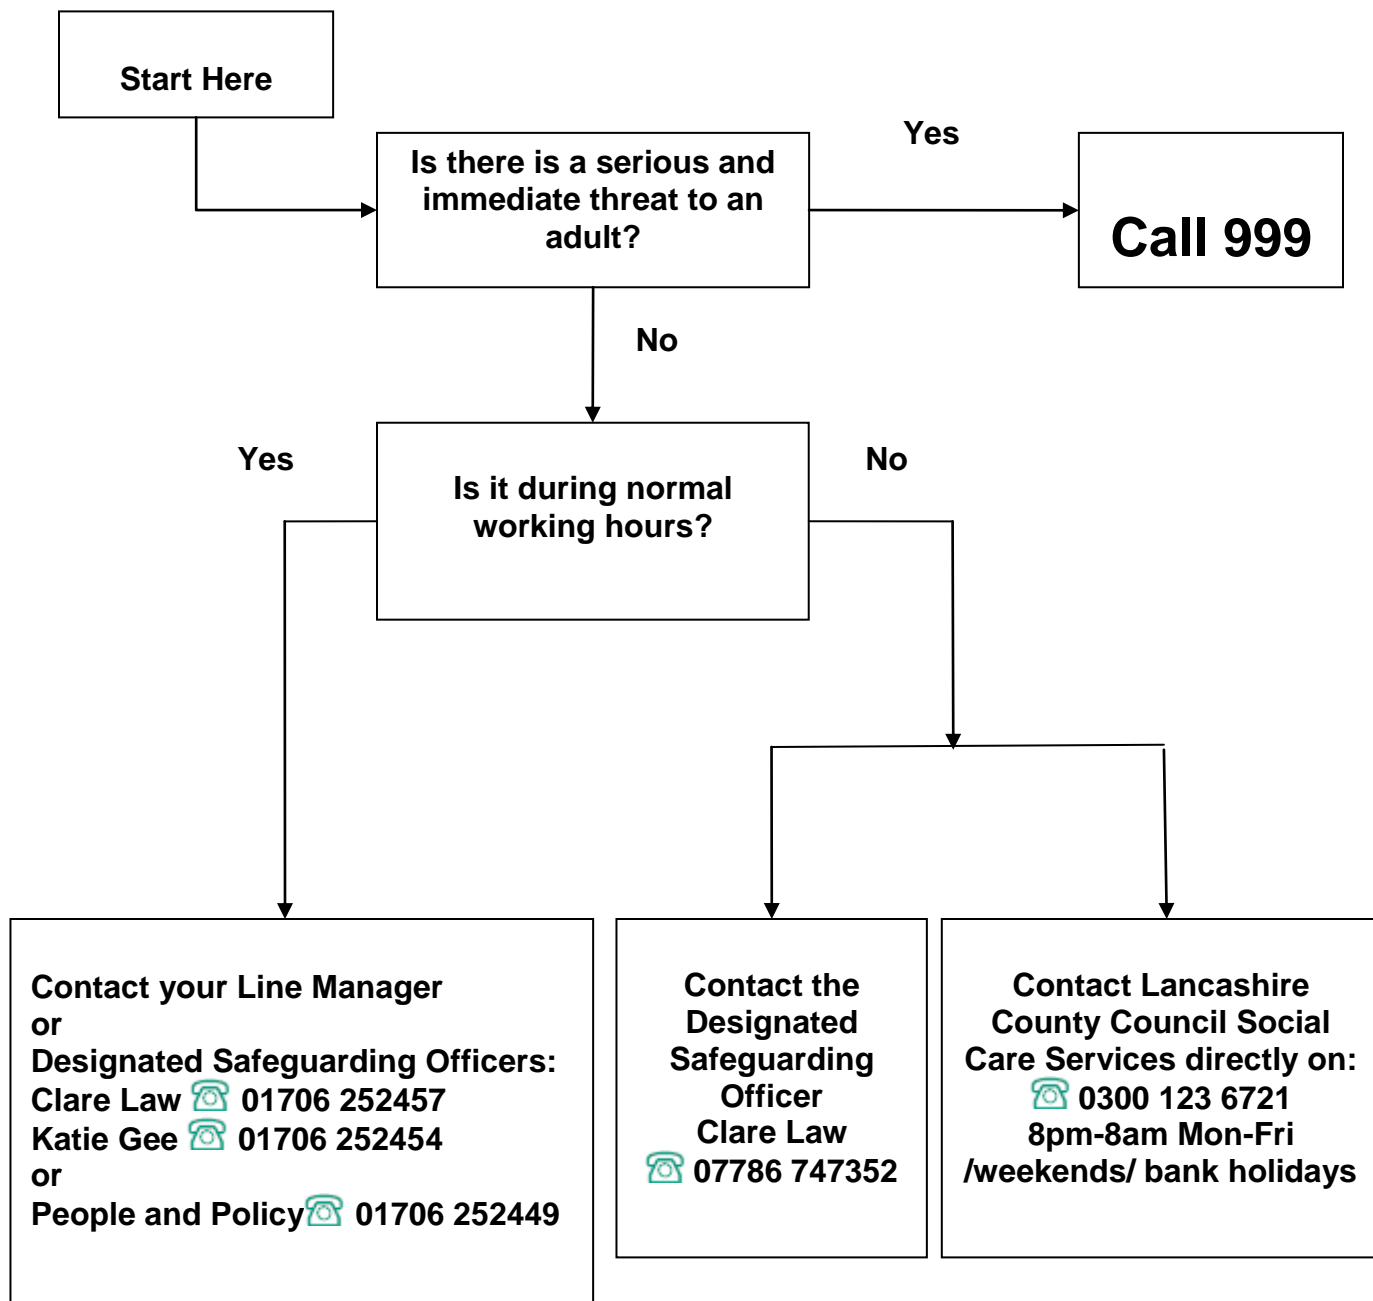 Start Here
Is there is a serious and
immediate threat to an
adult?
Yes
Call 999
No
Is it during normal
working hours?
Yes
No
Contact your Line Manager
or
Designated Safeguarding Officers:
Clare Law ☏ 01706 252457
Katie Gee ☏ 01706 252454
or
People and Policy☏ 01706 252449
Contact the
Designated
Safeguarding
Officer
Clare Law
☏ 07786 747352
Contact Lancashire
County Council Social
Care Services directly on:
☏ 0300 123 6721
8pm-8am Mon-Fri
/weekends/ bank holidays